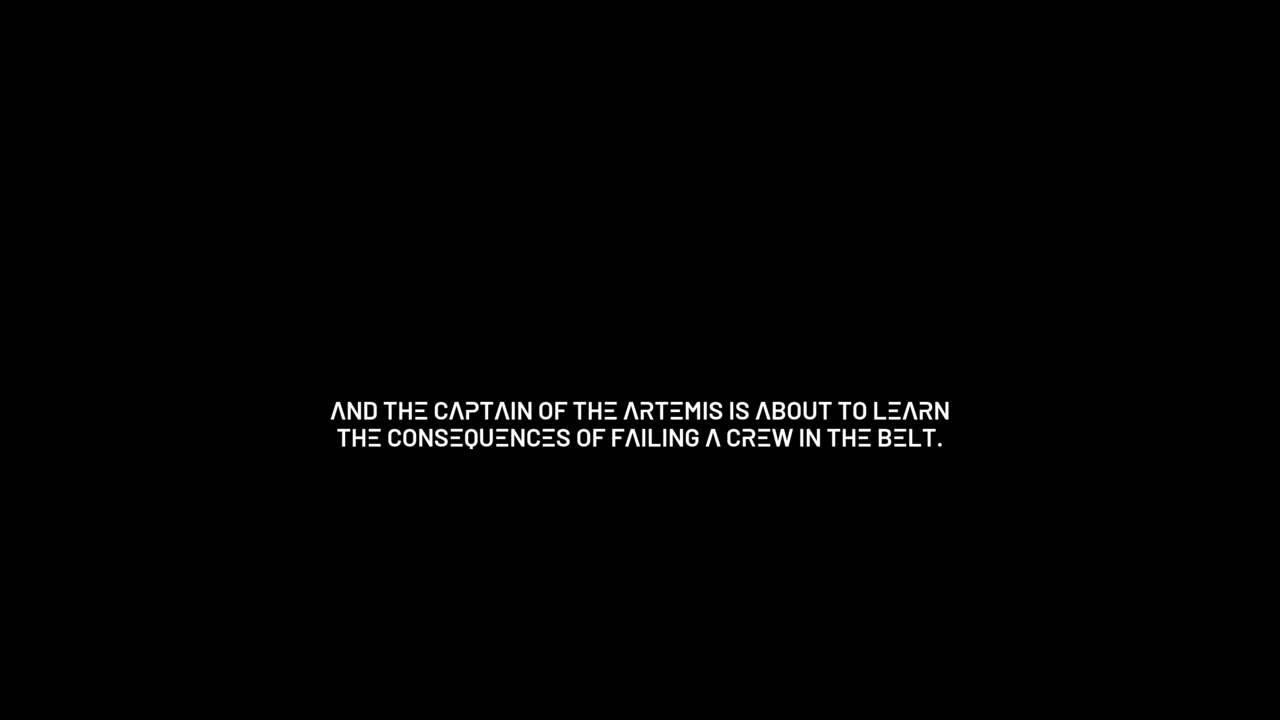 AND THE CAPTAIN OF THE ARTEMIS IS ABOUT TO LEARN
THE CONSEQUENCES OF FAILING A CREW IN THE BELT.